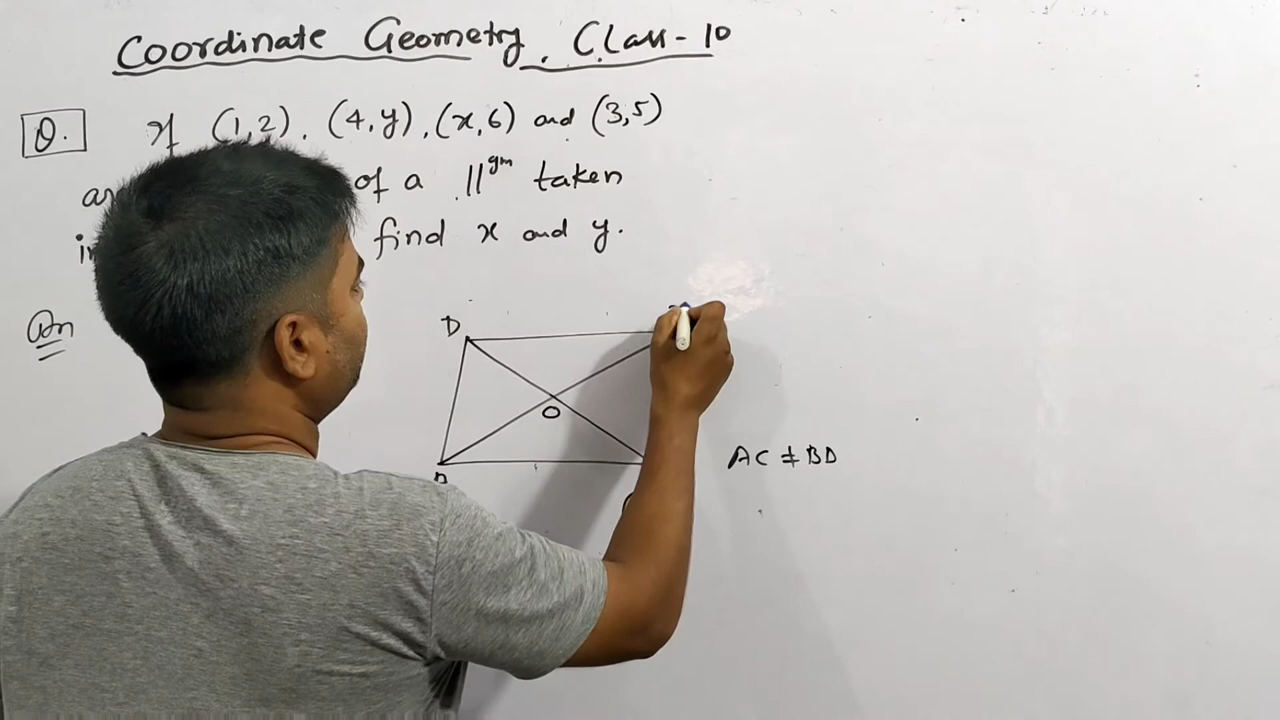 Coordinate Geometry. Class-10
Q. If (1,2), (4,y), (x,6) and (3,5)
of a ||gm taken
find x and y.
Ans
D
O
AC ≠ BD